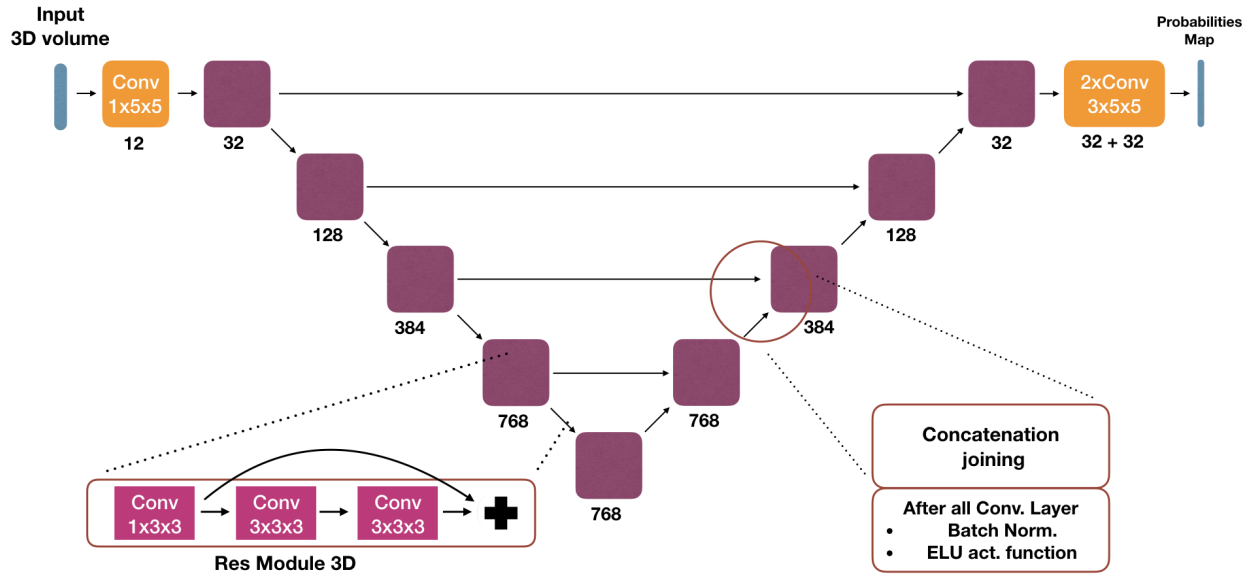 Input
3D volume
Probabilities
Map
Conv
1x5x5
2xConv
3x5x5
12
32
32
32 + 32
128
128
384
384
768
768
768
Concatenation
joining
After all Conv. Layer
• Batch Norm.
• ELU act. function
Conv
1x3x3
Conv
3x3x3
Conv
3x3x3
Res Module 3D